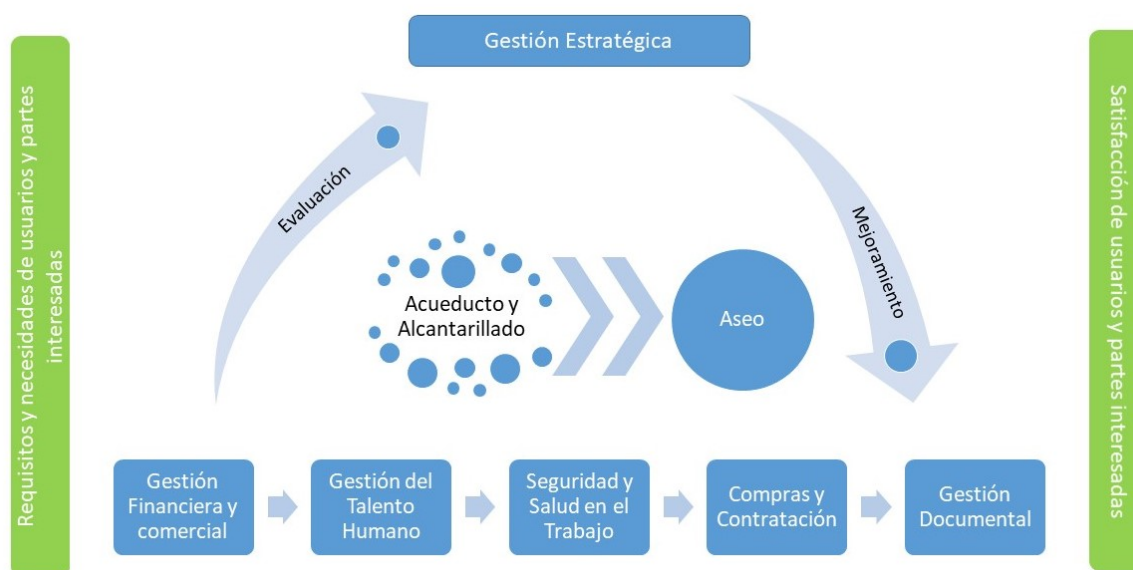 Gestión Estratégica
Requisitos y necesidades de usuarios y partes
interesadas
Evaluación
Mejoramiento
Acueducto y
Alcantarillado
Aseo
Gestión
Financiera y
comercial
Gestión del
Talento
Humano
Seguridad y
Salud en el
Trabajo
Compras y
Contratación
Gestión
Documental
Satisfacción de usuarios y partes interesadas